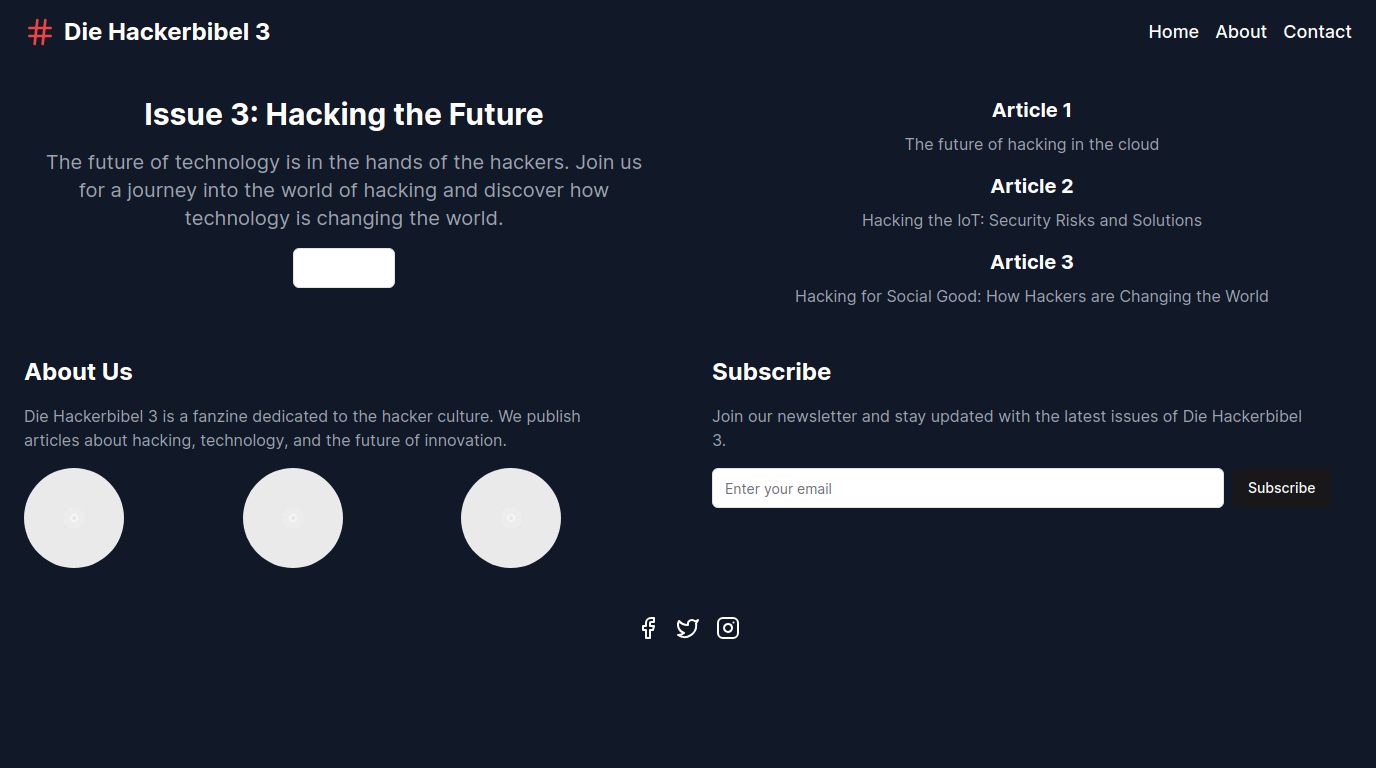 Die Hackerbibel 3
Home About Contact
Issue 3: Hacking the Future
The future of technology is in the hands of the hackers. Join us
for a journey into the world of hacking and discover how
technology is changing the world.
Article 1
The future of hacking in the cloud
Article 2
Hacking the IoT: Security Risks and Solutions
Article 3
Hacking for Social Good: How Hackers are Changing the World
About Us
Die Hackerbibel 3 is a fanzine dedicated to the hacker culture. We publish
articles about hacking, technology, and the future of innovation.
Subscribe
Join our newsletter and stay updated with the latest issues of Die Hackerbibel
3.
Enter your email
Subscribe